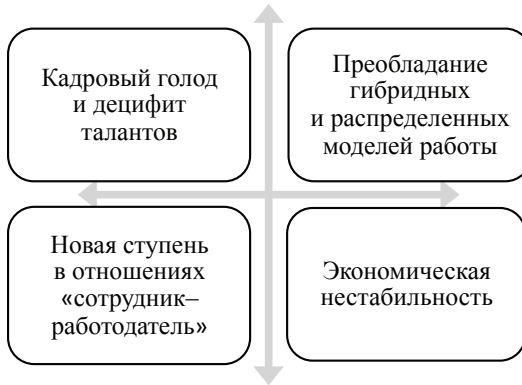 Кадровый голод
и децифит
талантов
Преобладание
гибридных
и распределенных
моделей работы
Новая ступень
в отношениях
«сотрудник–
работодатель»
Экономическая
нестабильность